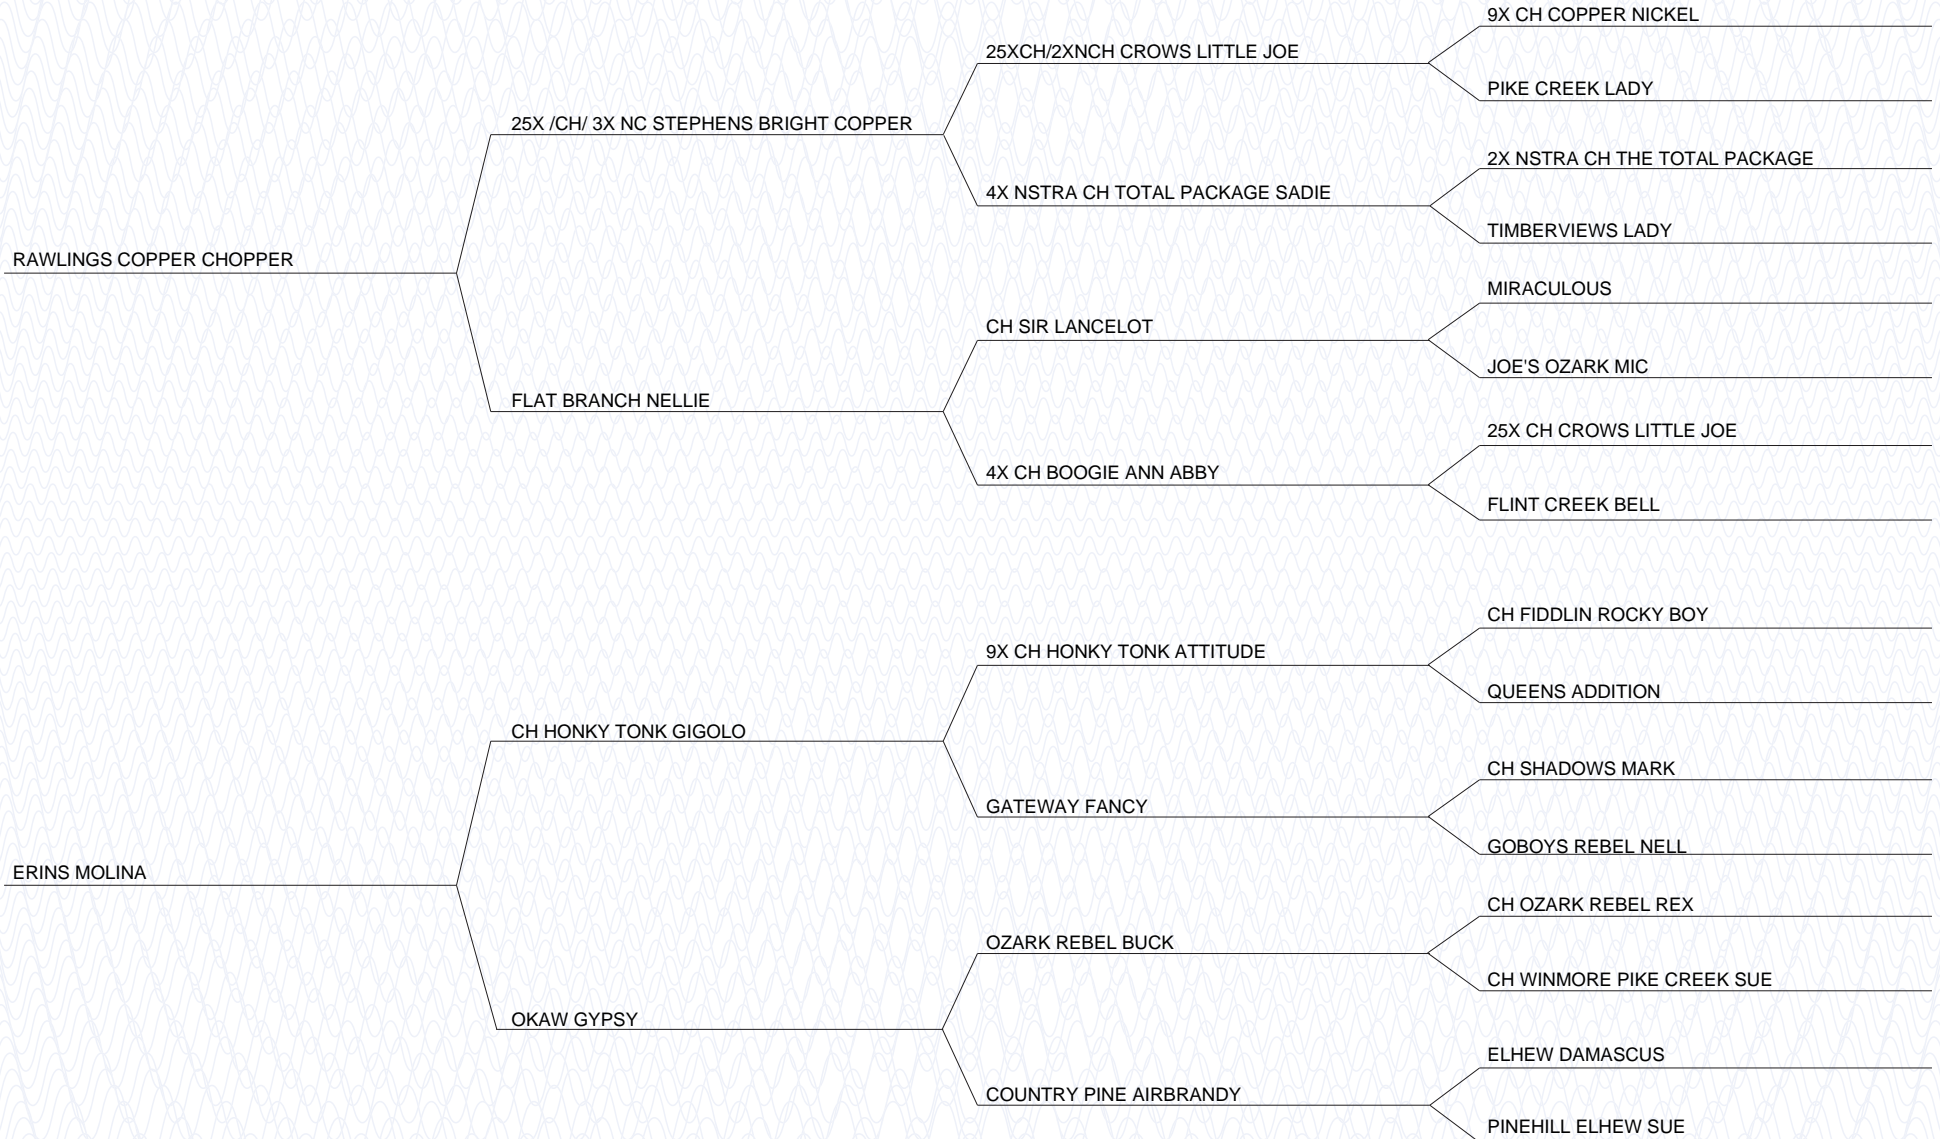 9X CH COPPER NICKEL
25XCH/2XNCH CROWS LITTLE JOE
PIKE CREEK LADY
25X /CH/ 3X NC STEPHENS BRIGHT COPPER
2X NSTRA CH THE TOTAL PACKAGE
4X NSTRA CH TOTAL PACKAGE SADIE
TIMBERVIEWS LADY
RAWLINGS COPPER CHOPPER
MIRACULOUS
CH SIR LANCELOT
JOE'S OZARK MIC
FLAT BRANCH NELLIE
25X CH CROWS LITTLE JOE
4X CH BOOGIE ANN ABBY
FLINT CREEK BELL
CH FIDDLIN ROCKY BOY
9X CH HONKY TONK ATTITUDE
QUEENS ADDITION
CH HONKY TONK GIGOLO
CH SHADOWS MARK
GATEWAY FANCY
GOBOYS REBEL NELL
ERINS MOLINA
CH OZARK REBEL REX
OZARK REBEL BUCK
CH WINMORE PIKE CREEK SUE
OKAW GYPSY
ELHEW DAMASCUS
COUNTRY PINE AIRBRANDY
PINEHILL ELHEW SUE